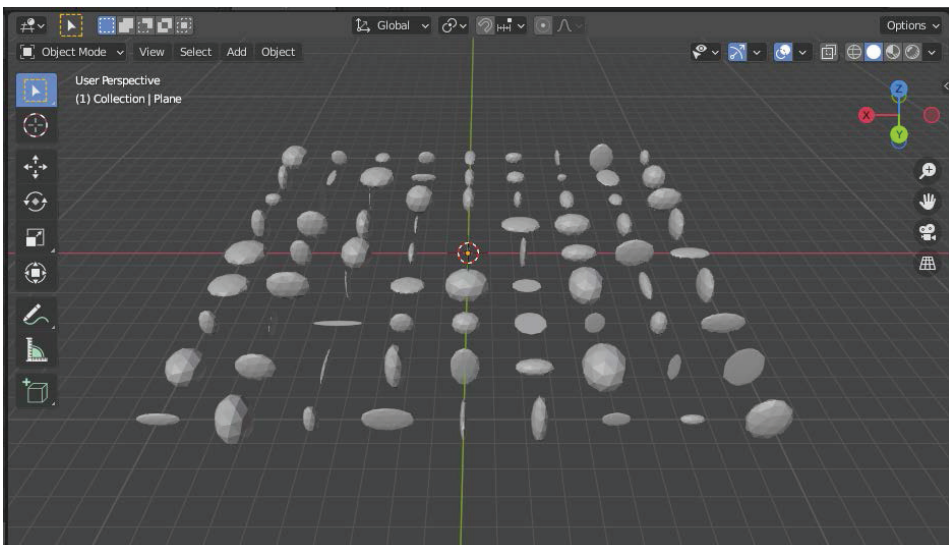 Global
Options
Object Mode View Select Add Object
User Perspective
(1) Collection | Plane
Z
X
Y